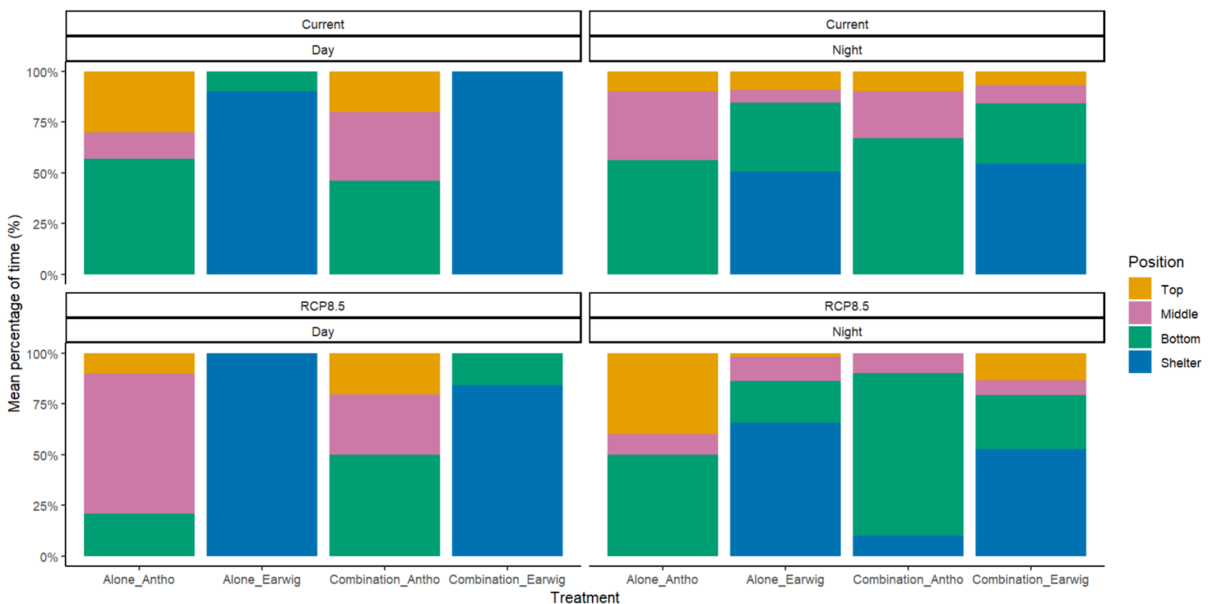 Current
Current
Day
Night
100%
75%
50%
25%
0%
RCP8.5
RCP8.5
Day
Night
100%
75%
50%
25%
0%
Alone_Antho
Alone_Earwig
Combination_Antho
Combination_Earwig
Alone_Antho
Alone_Earwig
Combination_Antho
Combination_Earwig
Treatment
Mean percentage of time (%)
Position
Top
Middle
Bottom
Shelter